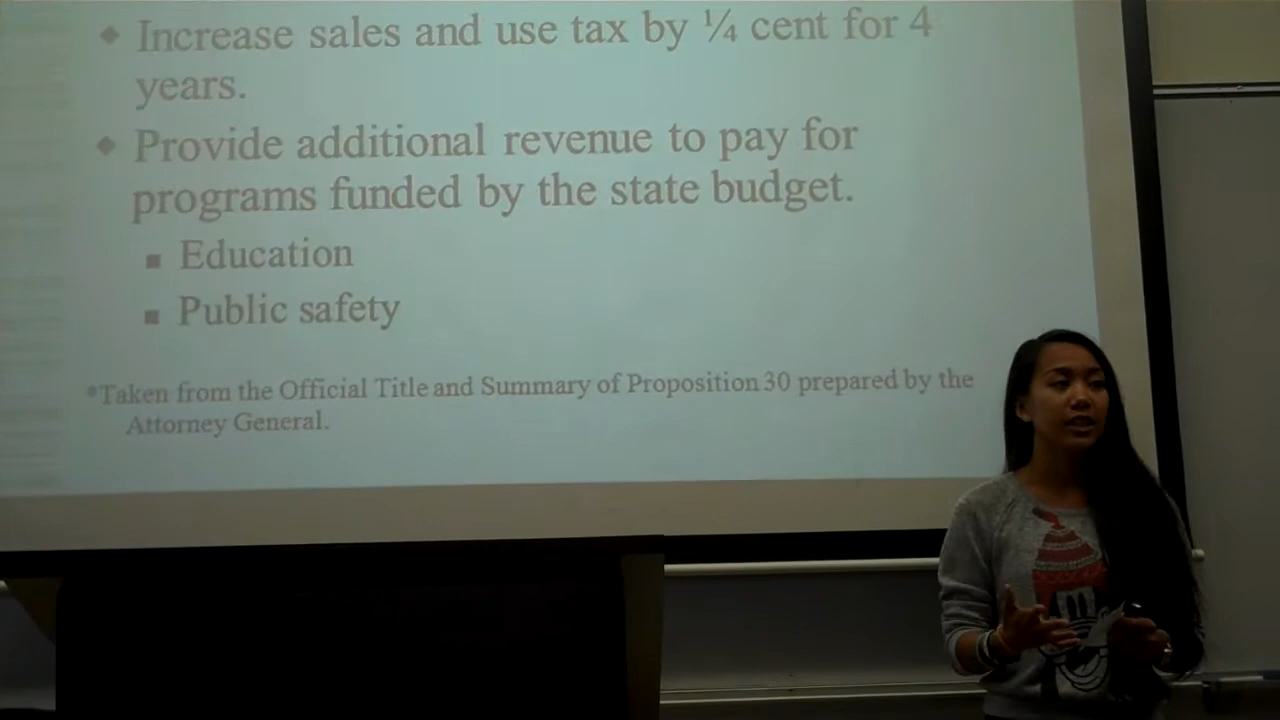 ◆ Increase sales and use tax by ¼ cent for 4
years.
◆ Provide additional revenue to pay for
programs funded by the state budget.
■ Education
■ Public safety
*Taken from the Official Title and Summary of Proposition 30 prepared by the
Attorney General.